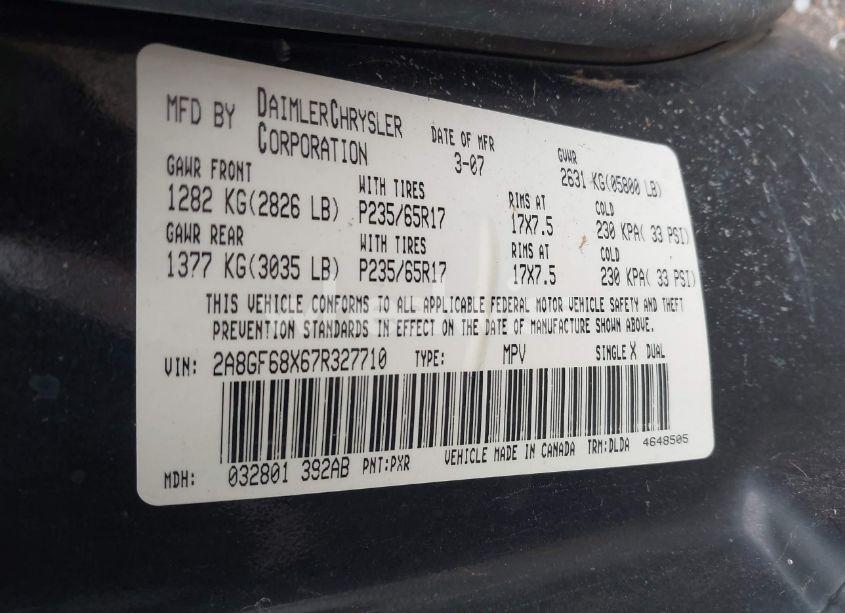 MFD BY DAIMLERCHRYSLER CORPORATION DATE OF MFR 3-07 GVWR 2631 KG(05800 LB)
GAWR FRONT WITH TIRES RIMS AT COLD
1282 KG(2826 LB) P235/65R17 17X7.5 230 KPA( 33 PSI)
GAWR REAR WITH TIRES RIMS AT COLD
1377 KG(3035 LB) P235/65R17 17X7.5 230 KPA( 33 PSI)
THIS VEHICLE CONFORMS TO ALL APPLICABLE FEDERAL MOTOR VEHICLE SAFETY AND THEFT
PREVENTION STANDARDS IN EFFECT ON THE DATE OF MANUFACTURE SHOWN ABOVE.
VIN: 2A8GF68X67R327710 TYPE: MPV SINGLE X DUAL
MDH: 032801 392AB PNT:PXR VEHICLE MADE IN CANADA TRM:DLDA 4648505